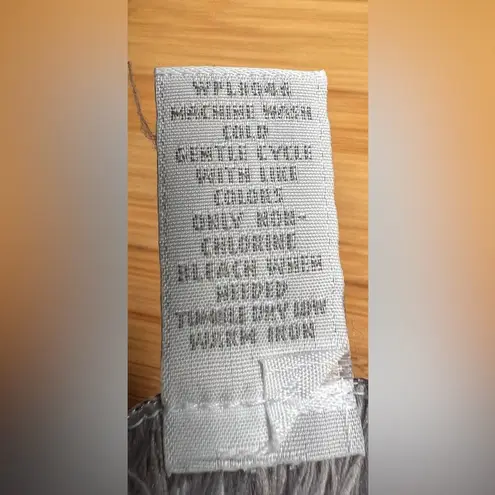 MACHINE WASH
COLD
GENTLE CYCLE
WITH LIKE
COLORS
ONLY NON-
CHLORINE
BLEACH WHEN
NEEDED
TUMBLE DRY LOW
WARM IRON